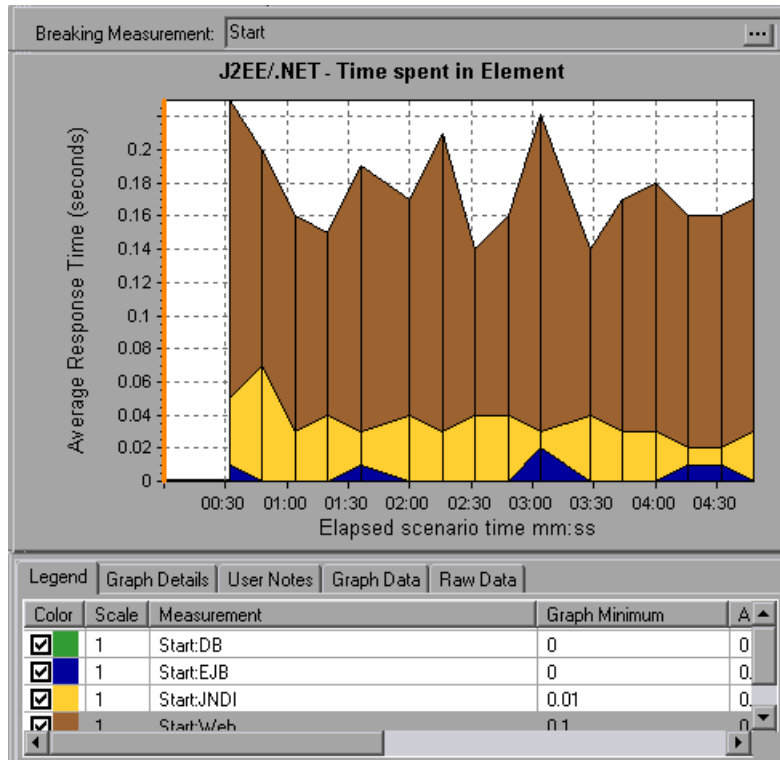 Breaking Measurement: Start ...
J2EE/.NET - Time spent in Element
Average Response Time (seconds)
0.2
0.18
0.16
0.14
0.12
0.1
0.08
0.06
0.04
0.02
0
00:30 01:00 01:30 02:00 02:30 03:00 03:30 04:00 04:30
Elapsed scenario time mm:ss
Legend Graph Details User Notes Graph Data Raw Data
Color Scale Measurement Graph Minimum A
1 Start:DB 0 0
1 Start:EJB 0 0.
1 Start:JNDI 0.01 0.
1 Start:Web 0.1 0.